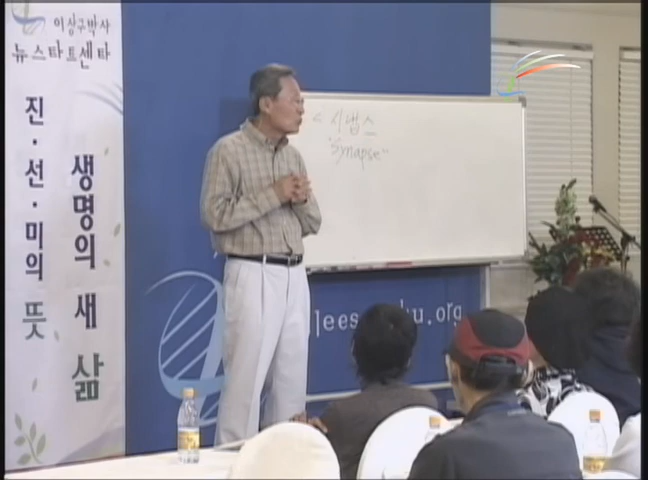 이상구박사
뉴스타트센타
생명의 새 삶
진·선·미의 뜻
< 시냅스
"Synapse"
leesangku.org